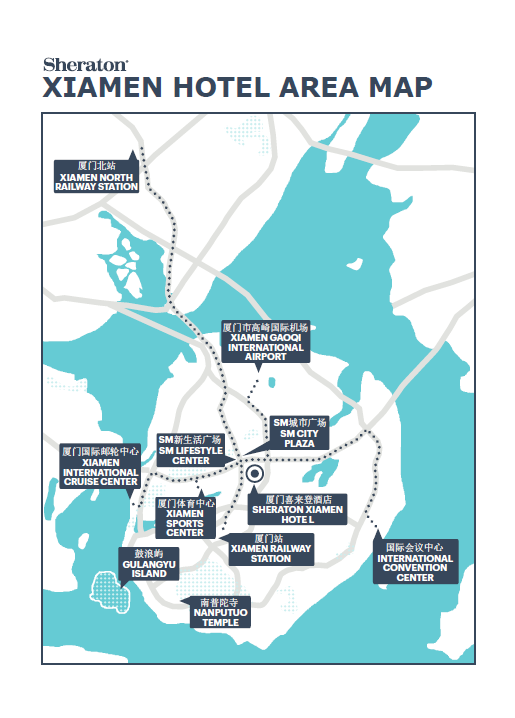 Sheraton®
XIAMEN HOTEL AREA MAP
厦门北站
XIAMEN NORTH
RAILWAY STATION
厦门市高崎国际机场
XIAMEN GAOQI
INTERNATIONAL
AIRPORT
SM城市广场
SM CITY
PLAZA
SM新生活广场
SM LIFESTYLE
CENTER
厦门国际邮轮中心
XIAMEN
INTERNATIONAL
CRUISE CENTER
厦门体育中心
XIAMEN
SPORTS
CENTER
厦门喜来登酒店
SHERATON XIAMEN
HOTE L
厦门站
XIAMEN RAILWAY
STATION
国际会议中心
INTERNATIONAL
CONVENTION
CENTER
鼓浪屿
GULANGYU
ISLAND
南普陀寺
NANPUTUO
TEMPLE